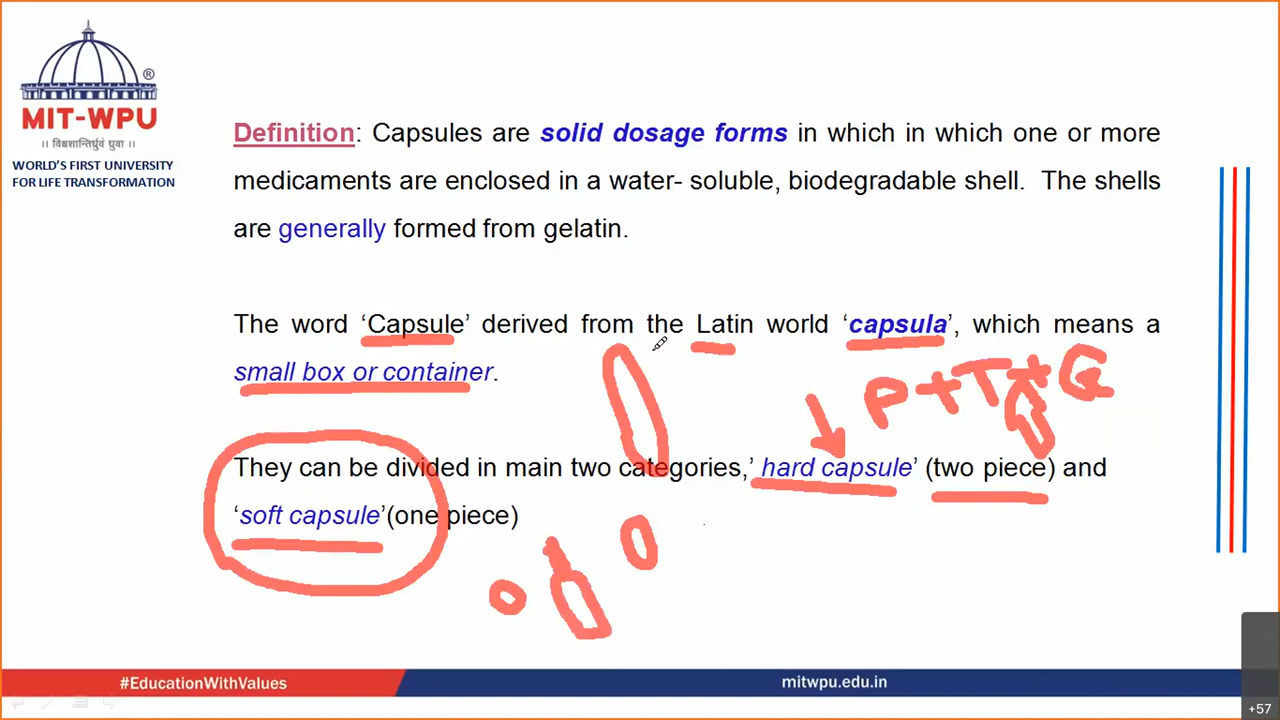 ®
MIT-WPU
|| विश्वशान्तिर्ध्रुवं ध्रुवा ||
WORLD'S FIRST UNIVERSITY
FOR LIFE TRANSFORMATION
Definition: Capsules are solid dosage forms in which in which one or more
medicaments are enclosed in a water- soluble, biodegradable shell. The shells
are generally formed from gelatin.
The word ‘Capsule’ derived from the Latin world ‘capsula’, which means a
small box or container.
P+T+G
They can be divided in main two categories,’ hard capsule’ (two piece) and
‘soft capsule’(one piece)
#EducationWithValues
mitwpu.edu.in
+57